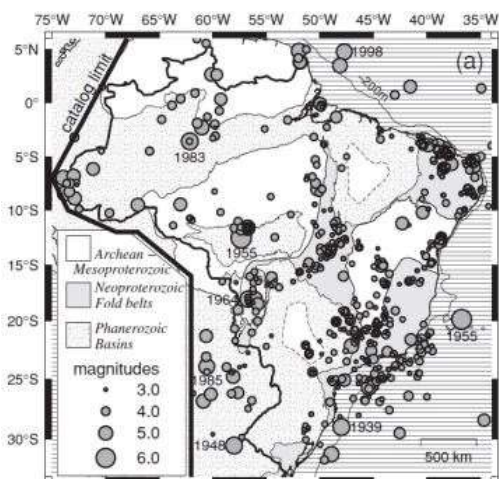 75°W 70°W 65°W 60°W 55°W 50°W 45°W 40°W 35°W
5°N
0°
5°S
10°S
15°S
20°S
25°S
30°S
(a)
catalog limit
-200m
1998
1983
1955
1964
1955
1985
1948
1939
Archean –
Mesoproterozoic
Neoproterozoic
Fold belts
Phanerozoic
Basins
magnitudes
3.0
4.0
5.0
6.0
500 km